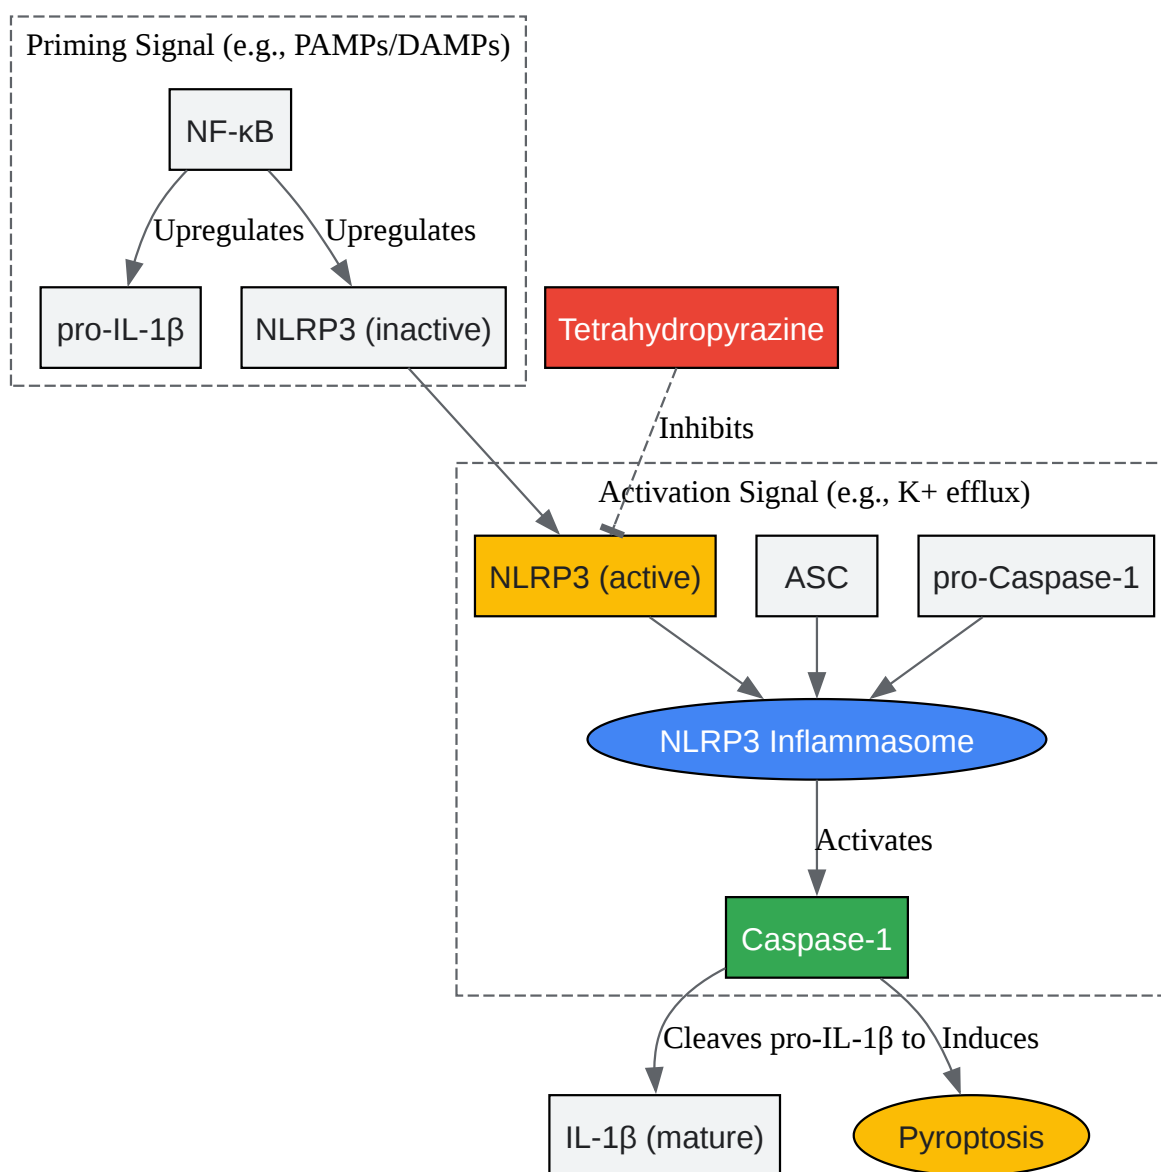 Priming Signal (e.g., PAMPs/DAMPs)
NF-κB
Upregulates
Upregulates
pro-IL-1β
NLRP3 (inactive)
Tetrahydropyrazine
Inhibits
Activation Signal (e.g., K+ efflux)
NLRP3 (active)
ASC
pro-Caspase-1
NLRP3 Inflammasome
Activates
Caspase-1
Cleaves pro-IL-1β to
Induces
IL-1β (mature)
Pyroptosis